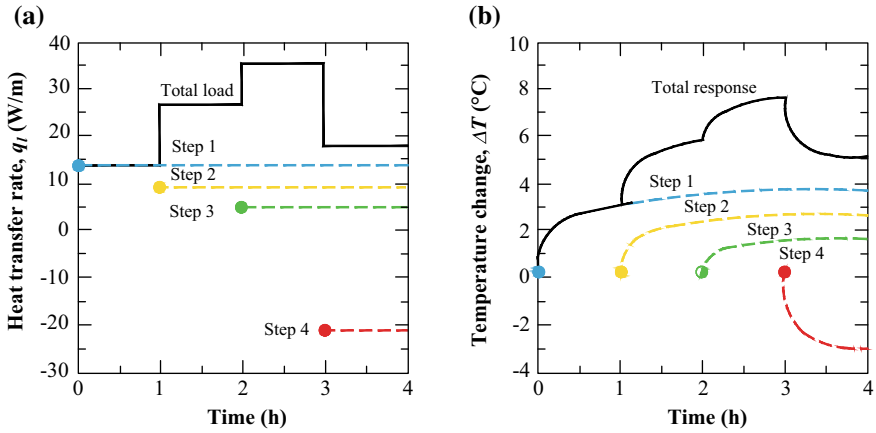 (a)
Heat transfer rate, q_l (W/m)
40
30
20
10
0
-10
-20
-30
Total load
Step 1
Step 2
Step 3
Step 4
0
1
2
3
4
Time (h)
(b)
Temperature change, ΔT (°C)
10
8
6
4
2
0
-2
-4
Total response
Step 1
Step 2
Step 3
Step 4
0
1
2
3
4
Time (h)